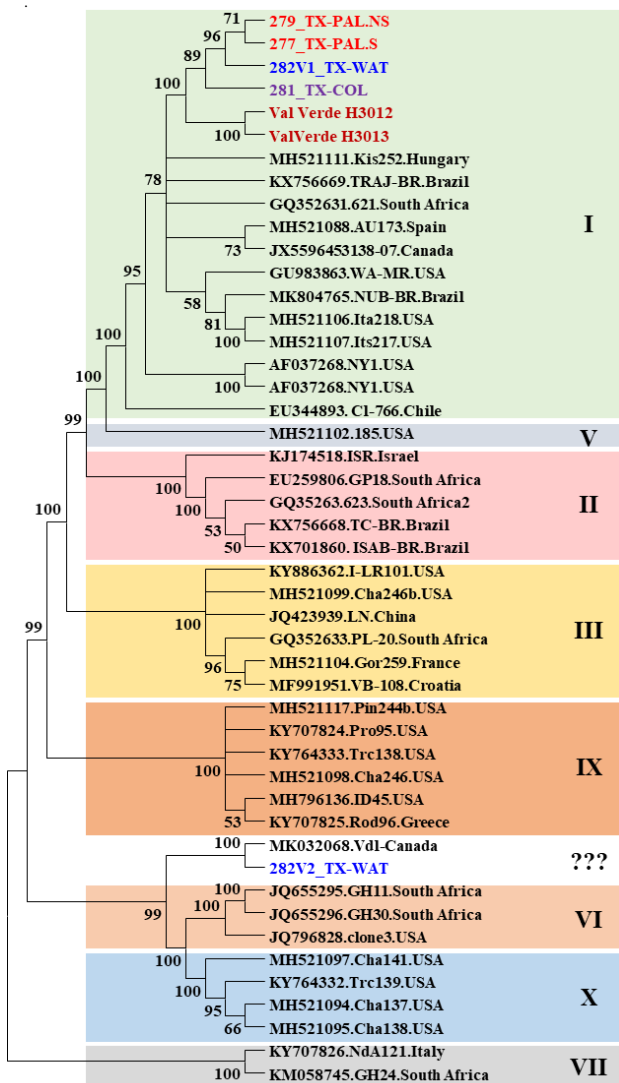 71
279_TX-PAL.NS
96
277_TX-PAL.S
89
282V1_TX-WAT
100
281_TX-COL
Val Verde H3012
100
ValVerde H3013
MH521111.Kis252.Hungary
78
KX756669.TRAJ-BR.Brazil
GQ352631.621.South Africa
I
MH521088.AU173.Spain
73
JX5596453138-07.Canada
95
GU983863.WA-MR.USA
58
MK804765.NUB-BR.Brazil
81
MH521106.Ita218.USA
100
MH521107.Its217.USA
100
AF037268.NY1.USA
100
AF037268.NY1.USA
100
EU344893. Cl-766.Chile
99
MH521102.185.USA
V
KJ174518.ISR.Israel
100
EU259806.GP18.South Africa
100
GQ35263.623.South Africa2
II
100
53
KX756668.TC-BR.Brazil
50
KX701860. ISAB-BR.Brazil
KY886362.I-LR101.USA
MH521099.Cha246b.USA
100
JQ423939.LN.China
III
99
GQ352633.PL-20.South Africa
96
MH521104.Gor259.France
75
MF991951.VB-108.Croatia
MH521117.Pin244b.USA
KY707824.Pro95.USA
KY764333.Trc138.USA
IX
100
MH521098.Cha246.USA
MH796136.ID45.USA
53
KY707825.Rod96.Greece
100
MK032068.Vdl-Canada
???
282V2_TX-WAT
100
JQ655295.GH11.South Africa
99
100
JQ655296.GH30.South Africa
VI
JQ796828.clone3.USA
100
MH521097.Cha141.USA
100
KY764332.Trc139.USA
X
95
MH521094.Cha137.USA
66
MH521095.Cha138.USA
KY707826.NdA121.Italy
VII
100
KM058745.GH24.South Africa